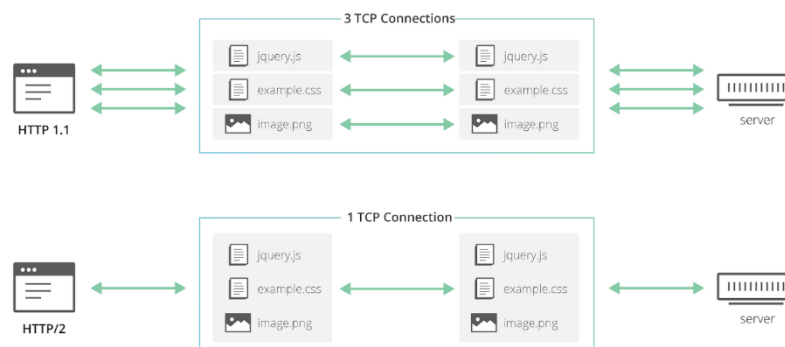 3 TCP Connections
jquery.js
jquery.js
example.css
example.css
image.png
image.png
HTTP 1.1
server
1 TCP Connection
jquery.js
jquery.js
example.css
example.css
image.png
image.png
HTTP/2
server